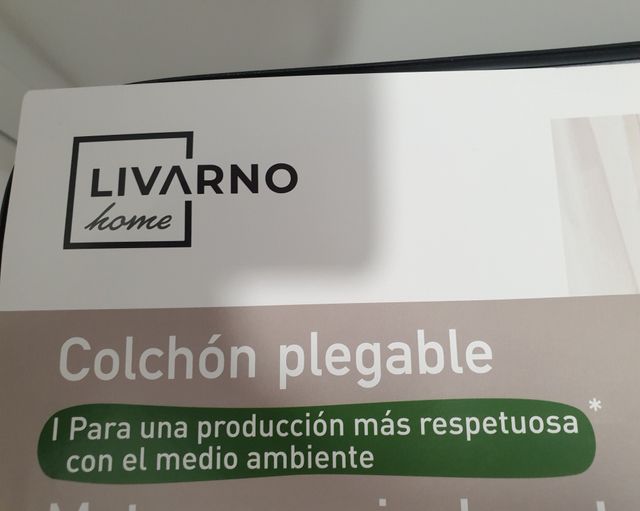 LIVARNO
home
Colchón plegable
| Para una producción más respetuosa*
con el medio ambiente